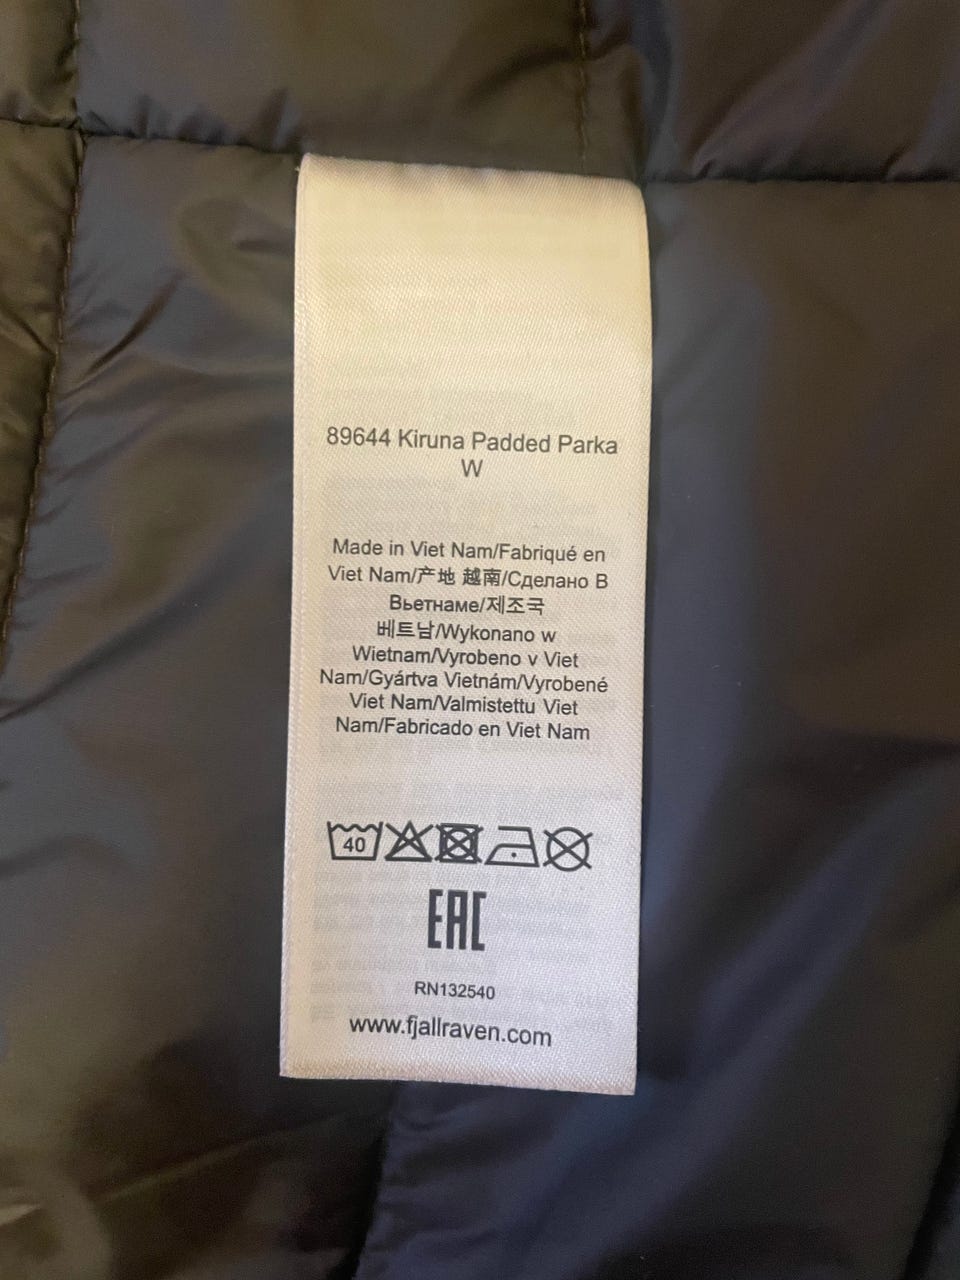 89644 Kiruna Padded Parka
W
Made in Viet Nam/Fabriqué en
Viet Nam/产地 越南/Сделано В
Вьетнаме/제조국
베트남/Wykonano w
Wietnam/Vyrobeno v Viet
Nam/Gyártva Vietnám/Vyrobené
Viet Nam/Valmistettu Viet
Nam/Fabricado en Viet Nam
40
EAC
RN132540
www.fjallraven.com